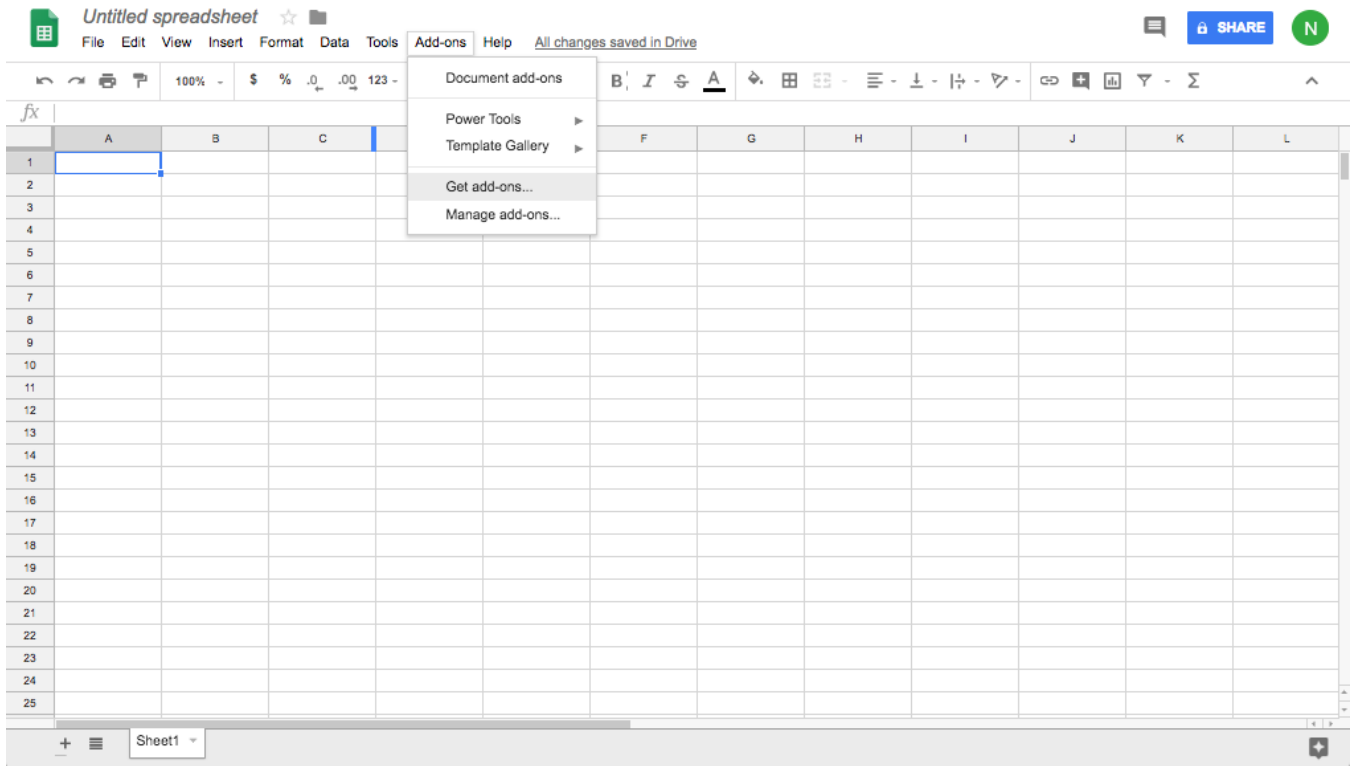 Untitled spreadsheet
File Edit View Insert Format Data Tools Add-ons Help All changes saved in Drive
SHARE
N
100% $ % .0 .00 123 B I S A Σ
Document add-ons
Power Tools
Template Gallery
Get add-ons...
Manage add-ons...
fx
A B C F G H I J K L
1
2
3
4
5
6
7
8
9
10
11
12
13
14
15
16
17
18
19
20
21
22
23
24
25
Sheet1